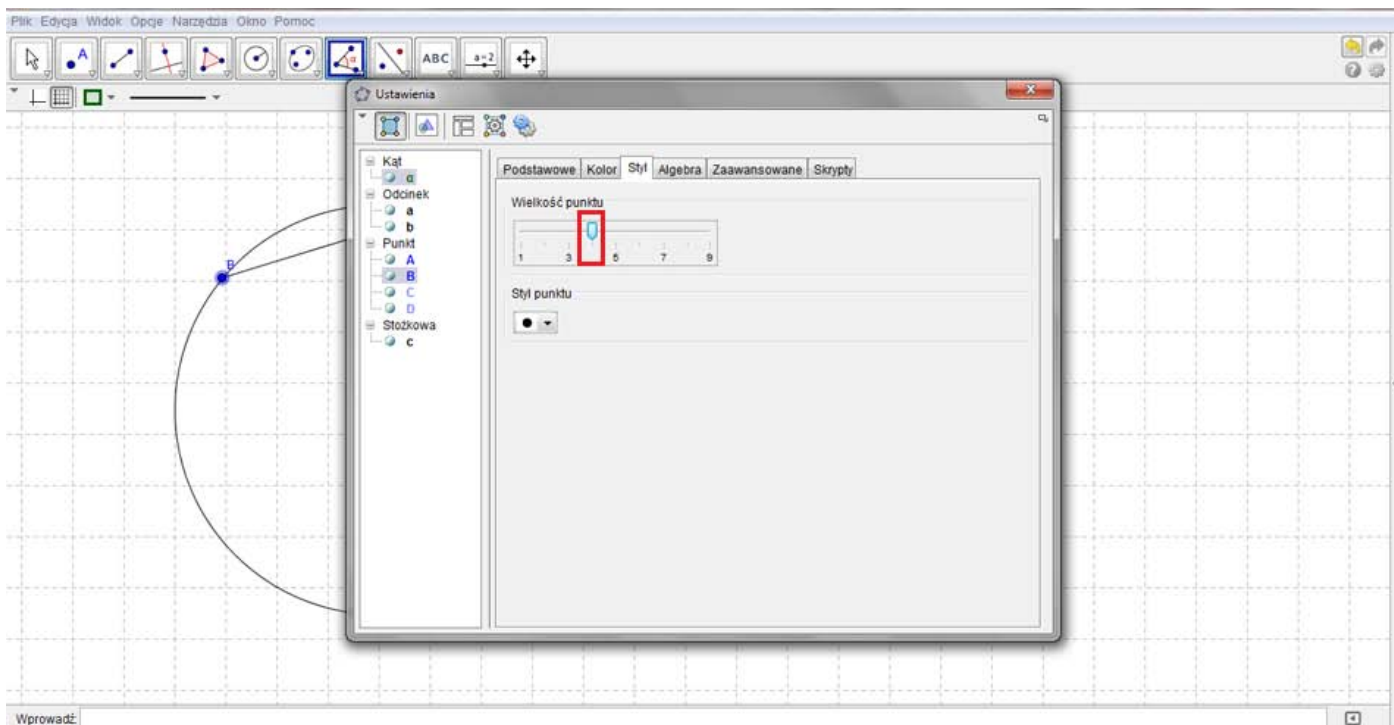 Plik Edycja Widok Opcje Narzędzia Okno Pomoc
A
α
ABC
a=2
Ustawienia
Kąt
α
Odcinek
a
b
Punkt
A
B
C
D
Stożkowa
c
Podstawowe Kolor Styl Algebra Zaawansowane Skrypty
Wielkość punktu
1 3 5 7 9
Styl punktu
B
Wprowadź: